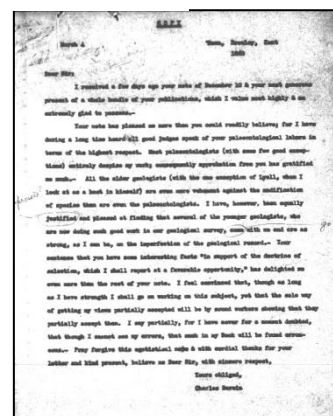 COPY
March 4
Down, Bromley, Kent
1860
Dear Sir:
I received a few days ago your note of December 10 & your most generous
present of a whole bundle of your publications, which I value most highly & am
extremely glad to possess.-
Your note has pleased me more than you could readily believe; for I have
during a long time heard all good judges speak of your palaeontological labors in
terms of the highest respect. Most palaeontologists (with some few good excep-
tions) entirely despise my work; consequently approbation from you has gratified
me much.- All the older geologists (with the one exception of Lyell, whom I
look at as a host in himself) are even more vehement against the modification
of species than are even the palaeontologists. I have, however, been equally
justified and pleased at finding that several of the younger geologists, who
are now doing such good work in our geological survey, with me and are as
strong, as I can be, on the imperfection of the geological record.- Your
sentence that you have some interesting facts "in support of the doctrine of
selection, which I shall report at a favorable opportunity," has delighted me
even more than the rest of your note. I feel convinced that, though as long
as I have strength I shall go on working on this subject, yet that the sole way
of getting my views partially accepted will be by sound workers showing that they
partially accept them. I say partially, for I have never for a moment doubted,
that though I cannot see my errors, that much in my Book will be found erron-
eous.- Pray forgive this egotistical note & with cordial thanks for your
letter and kind present, believe me Dear Sir, with sincere respect,
Yours obliged,
Charles Darwin
go